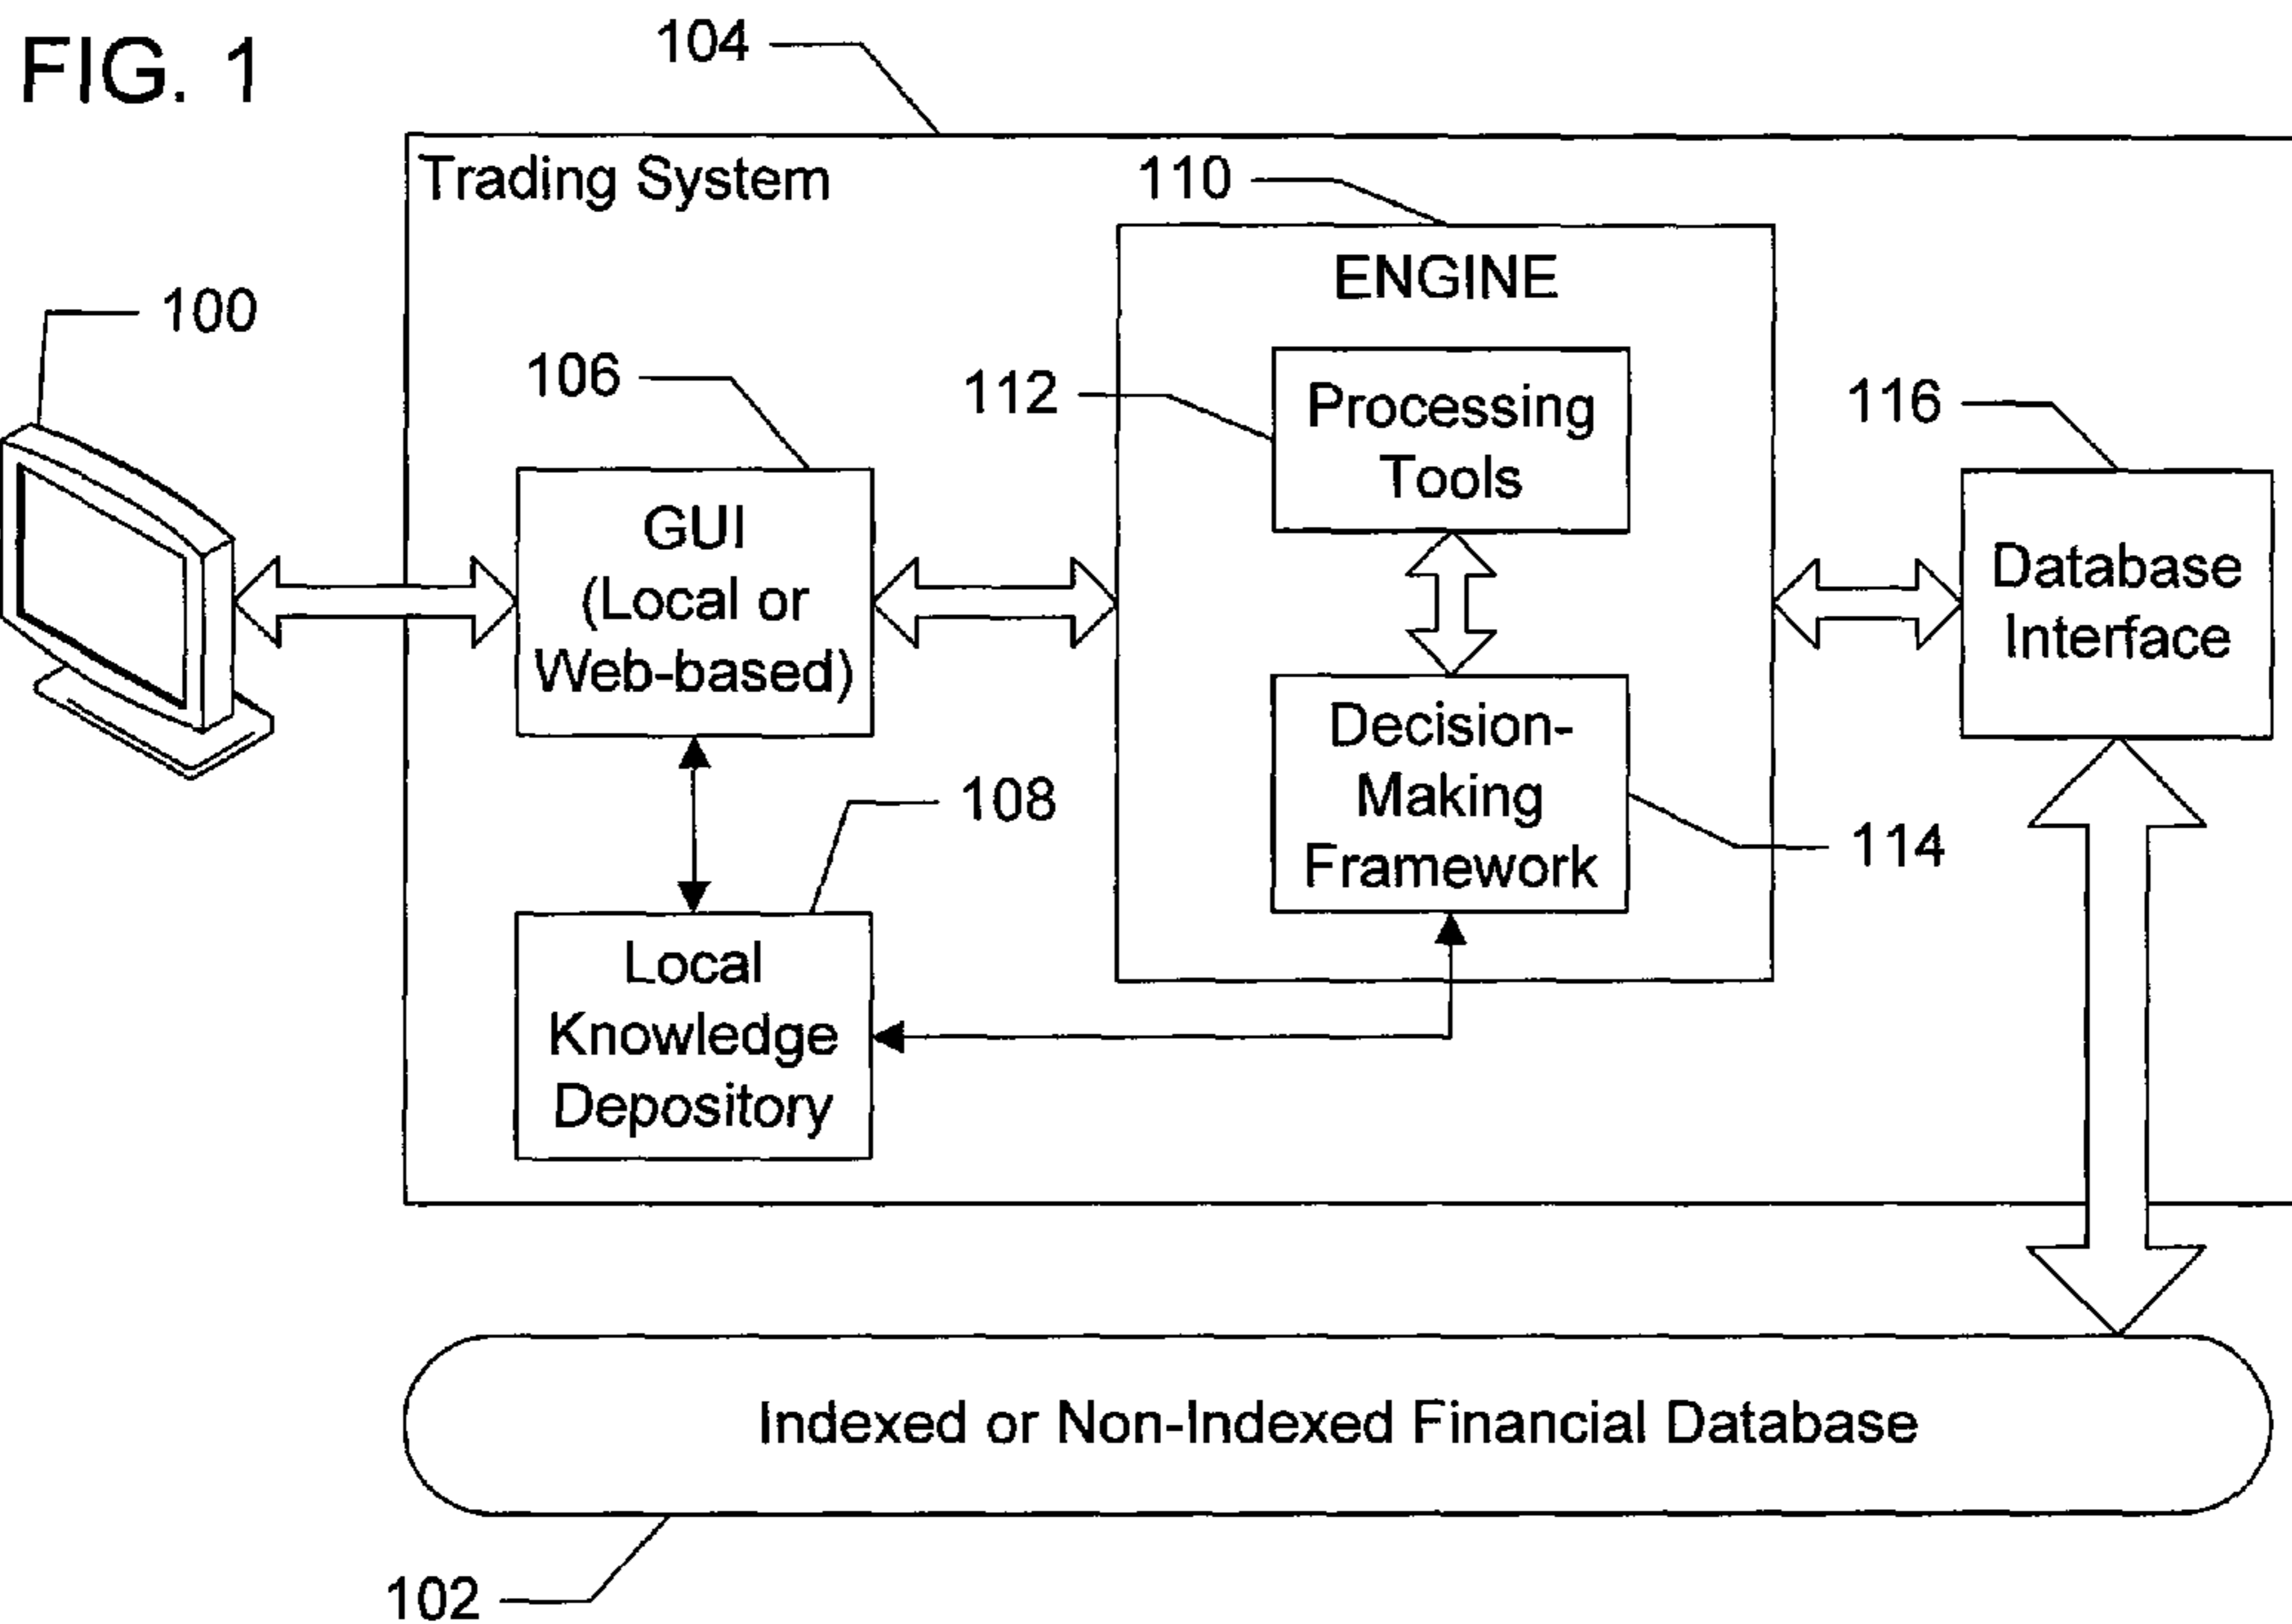 FIG. 1
104
Trading System
110
ENGINE
100
106
112
Processing
Tools
116
GUI
(Local or
Web-based)
Database
Interface
Decision-
Making
Framework
108
114
Local
Knowledge
Depository
Indexed or Non-Indexed Financial Database
102